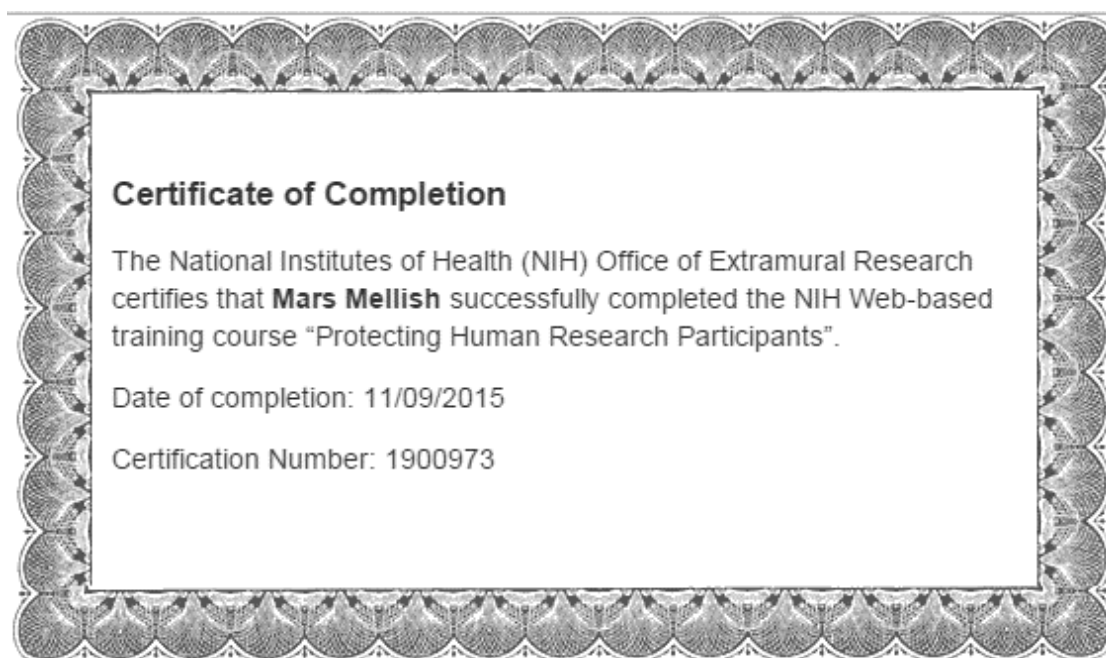 Certificate of Completion
The National Institutes of Health (NIH) Office of Extramural Research
certifies that Mars Mellish successfully completed the NIH Web-based
training course “Protecting Human Research Participants”.
Date of completion: 11/09/2015
Certification Number: 1900973